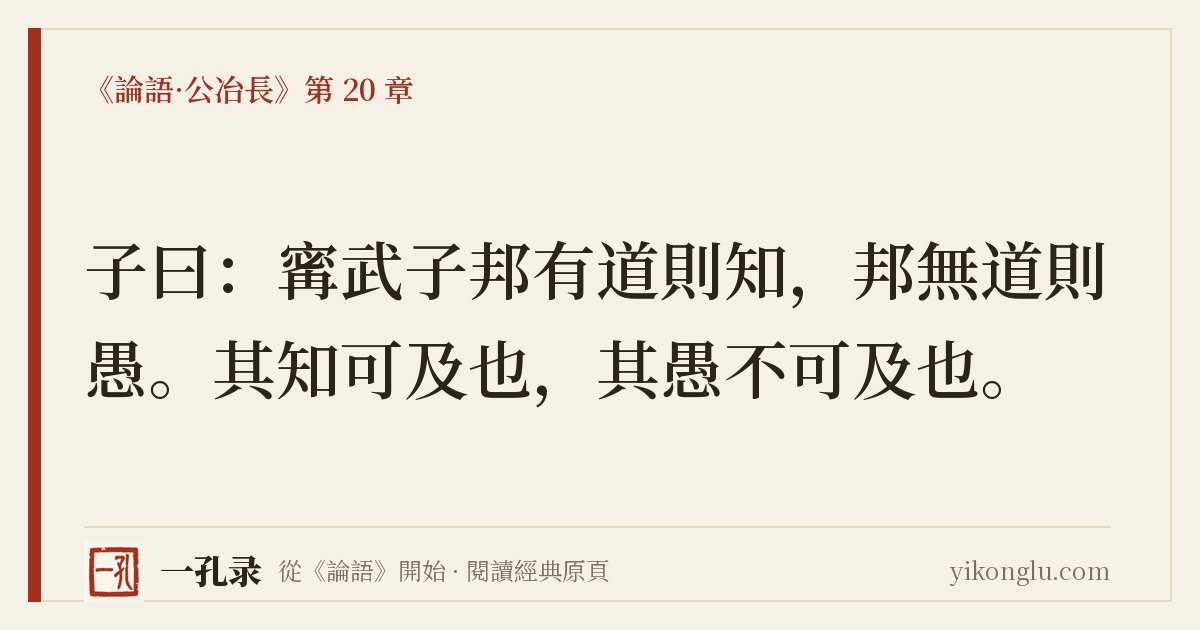 《論語·公冶長》第 20 章
子曰：甯武子邦有道則知，邦無道則
愚。其知可及也，其愚不可及也。
一孔
一孔录 從《論語》開始 · 閱讀經典原頁
yikonglu.com